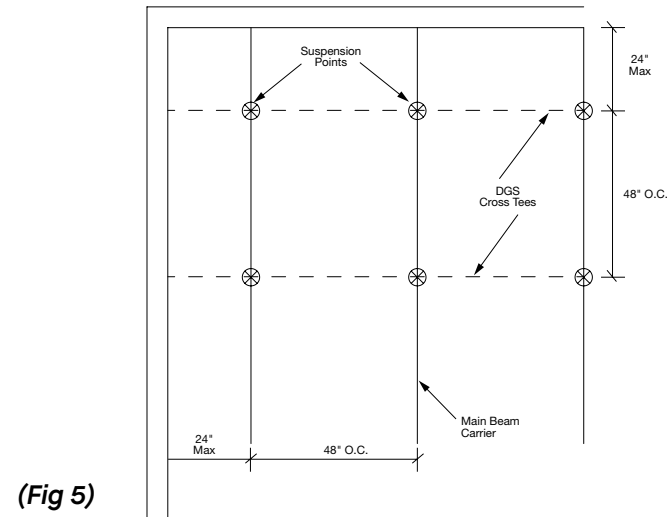 Suspension
Points
24"
Max
DGS
Cross Tees
48" O.C.
Main Beam
Carrier
24"
Max
48" O.C.
(Fig 5)